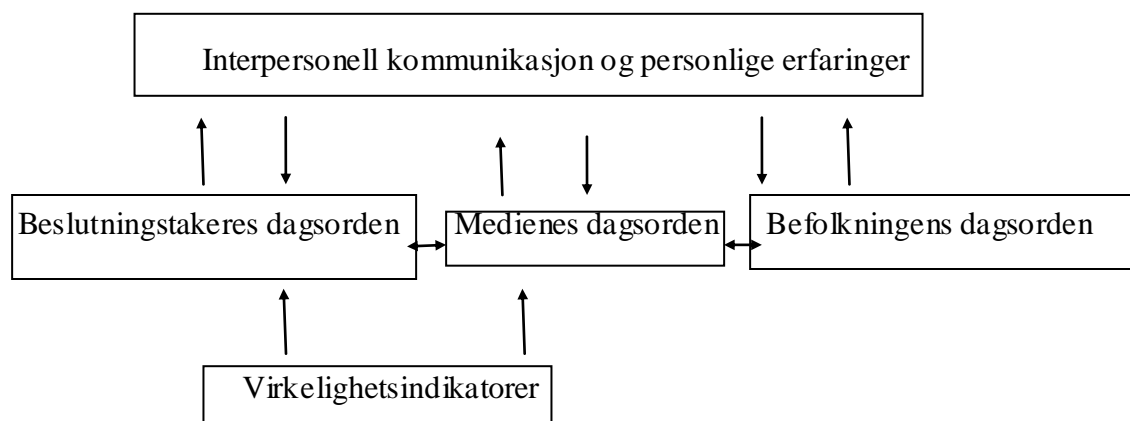 Interpersonell kommunikasjon og personlige erfaringer
Beslutningstakeres dagsorden
Medienes dagsorden
Befolkningens dagsorden
Virkelighetsindikatorer